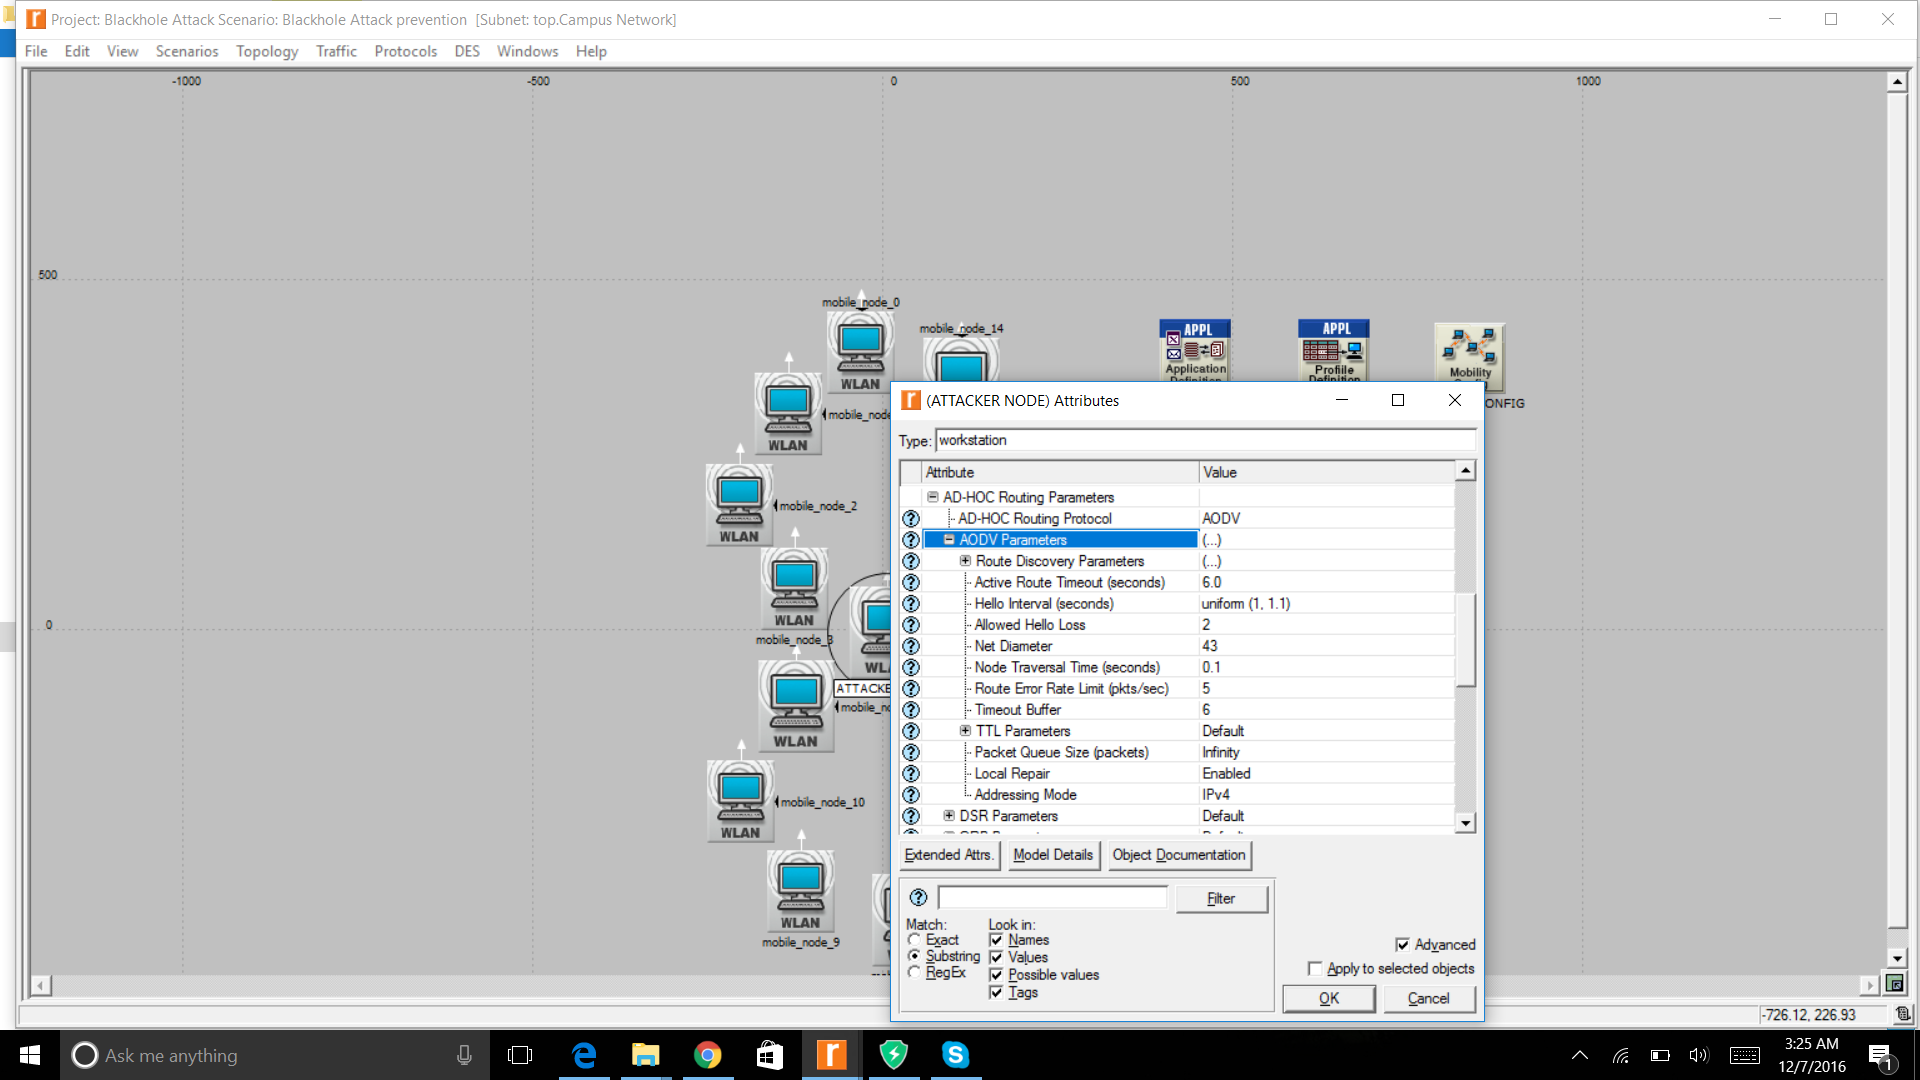 Project: Blackhole Attack Scenario: Blackhole Attack prevention [Subnet: top.Campus Network]
File Edit View Scenarios Topology Traffic Protocols DES Windows Help
-1000 -500 0 500 1000
500
0
mobile_node_0
WLAN
mobile_node_14
WLAN
mobile_node_2
WLAN
mobile_node_3
WLAN
ATTACKE
WLAN
mobile_node_10
WLAN
WLAN
mobile_node_9
APPL
Application
Definition
APPL
Profile
Definition
Mobility
Config
ONFIG
(ATTACKER NODE) Attributes
Type: workstation
Attribute Value
AD-HOC Routing Parameters
AD-HOC Routing Protocol AODV
AODV Parameters (...)
Route Discovery Parameters (...)
Active Route Timeout (seconds) 6.0
Hello Interval (seconds) uniform (1, 1.1)
Allowed Hello Loss 2
Net Diameter 43
Node Traversal Time (seconds) 0.1
Route Error Rate Limit (pkts/sec) 5
Timeout Buffer 6
TTL Parameters Default
Packet Queue Size (packets) Infinity
Local Repair Enabled
Addressing Mode IPv4
DSR Parameters Default
Extended Attrs. Model Details Object Documentation
Filter
Match: Look in:
Exact Names
Substring Values
RegEx Possible values
Tags
Advanced
Apply to selected objects
OK Cancel
-726.12, 226.93
Ask me anything
3:25 AM
12/7/2016
1